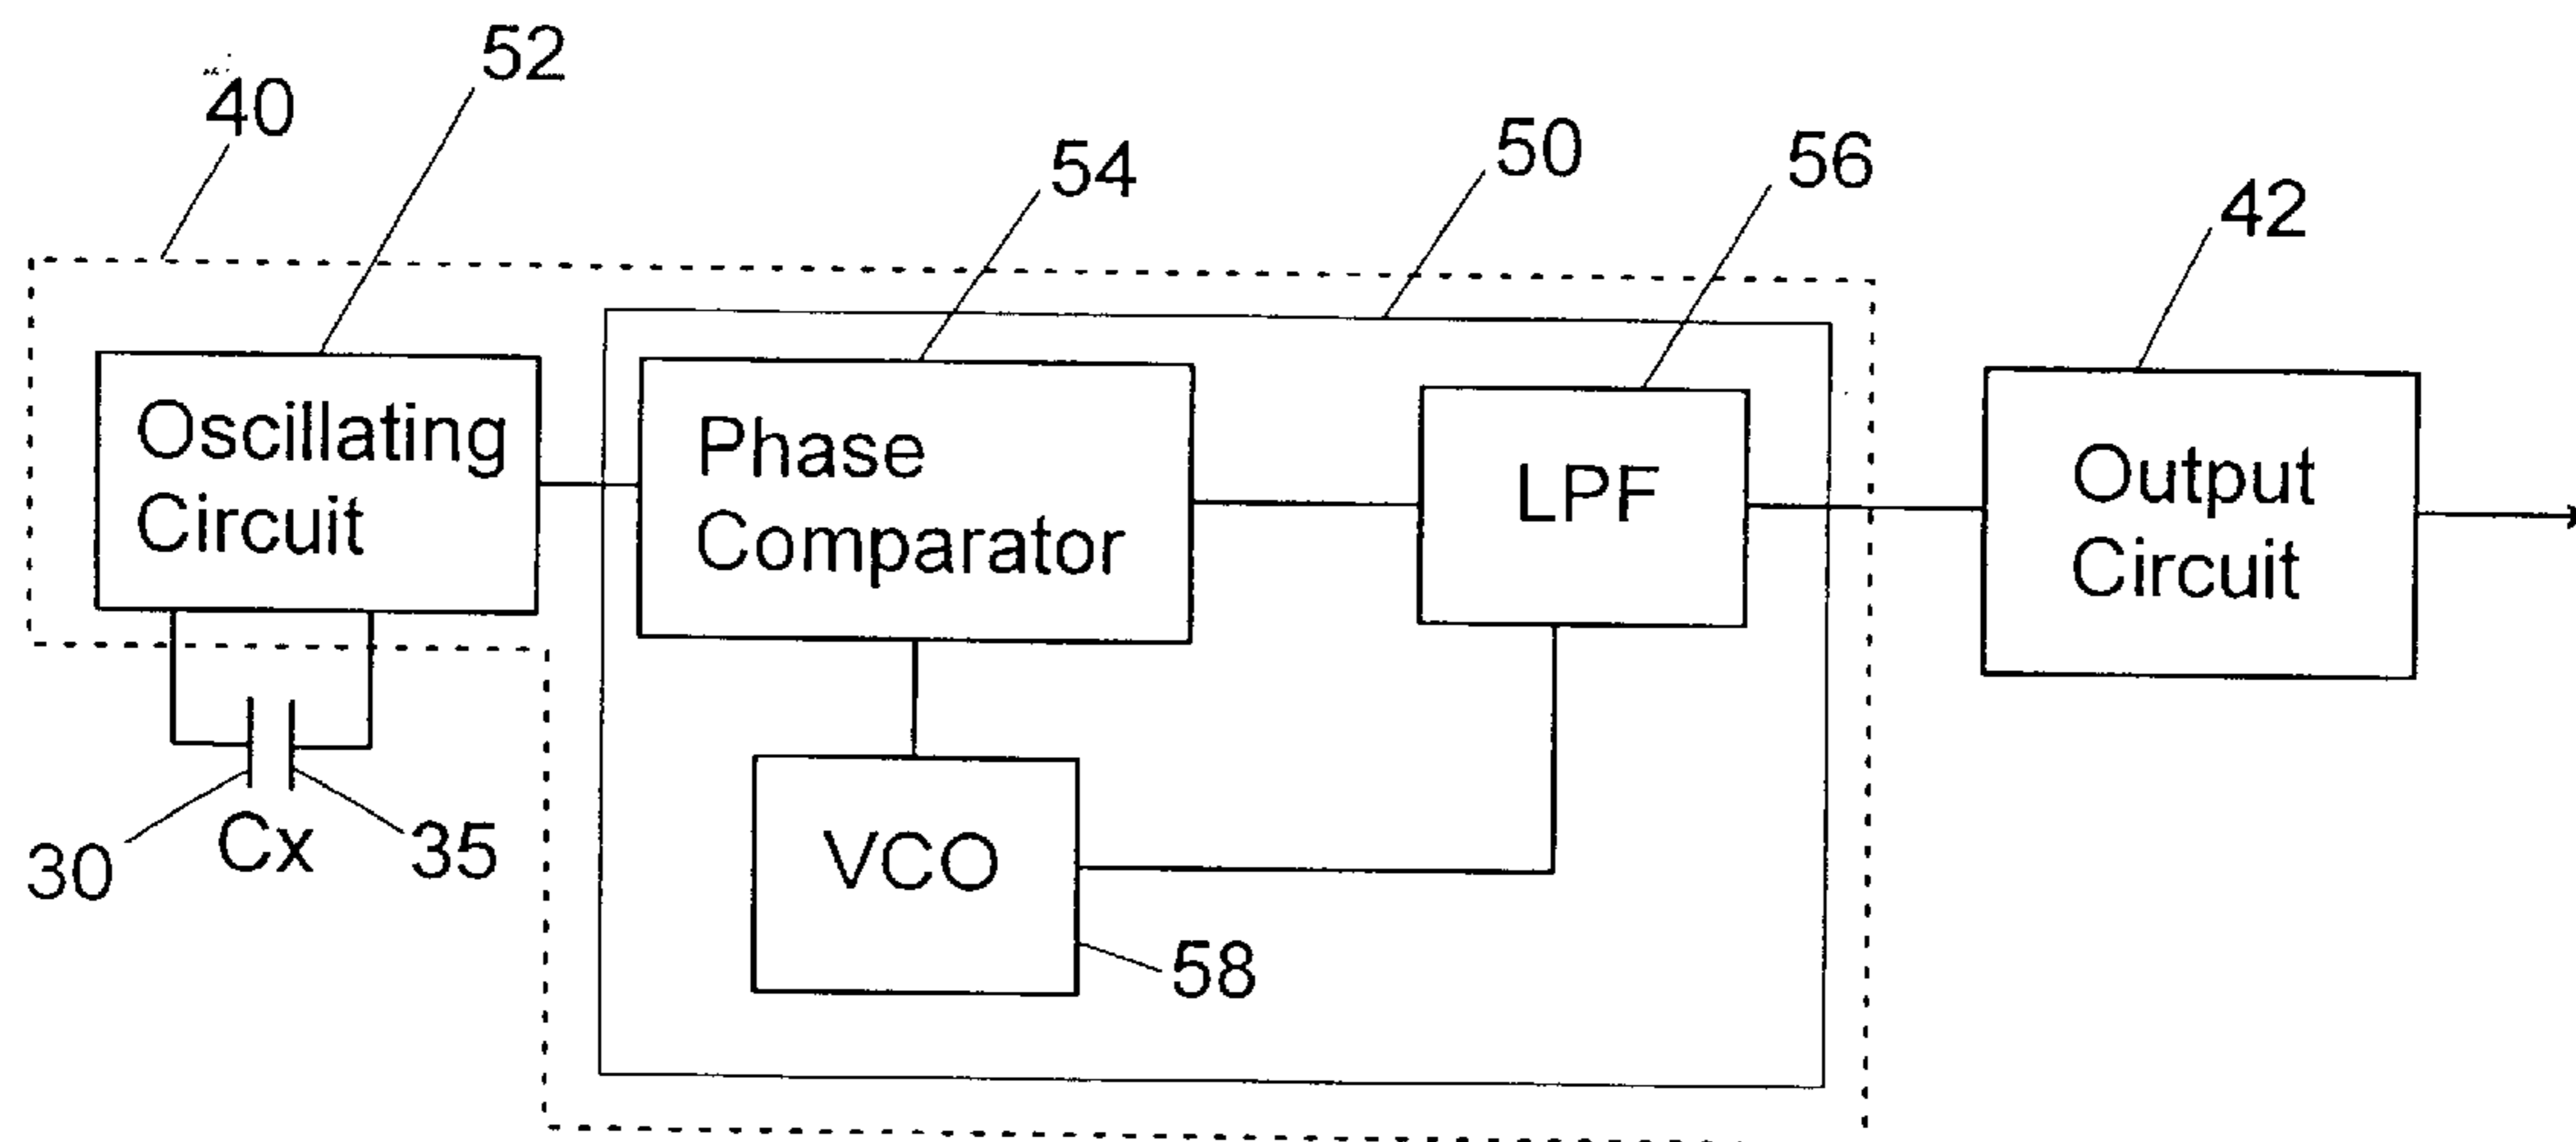 52
40
54
50
56
42
Oscillating
Circuit
Phase
Comparator
LPF
Output
Circuit
30
Cx
35
VCO
58